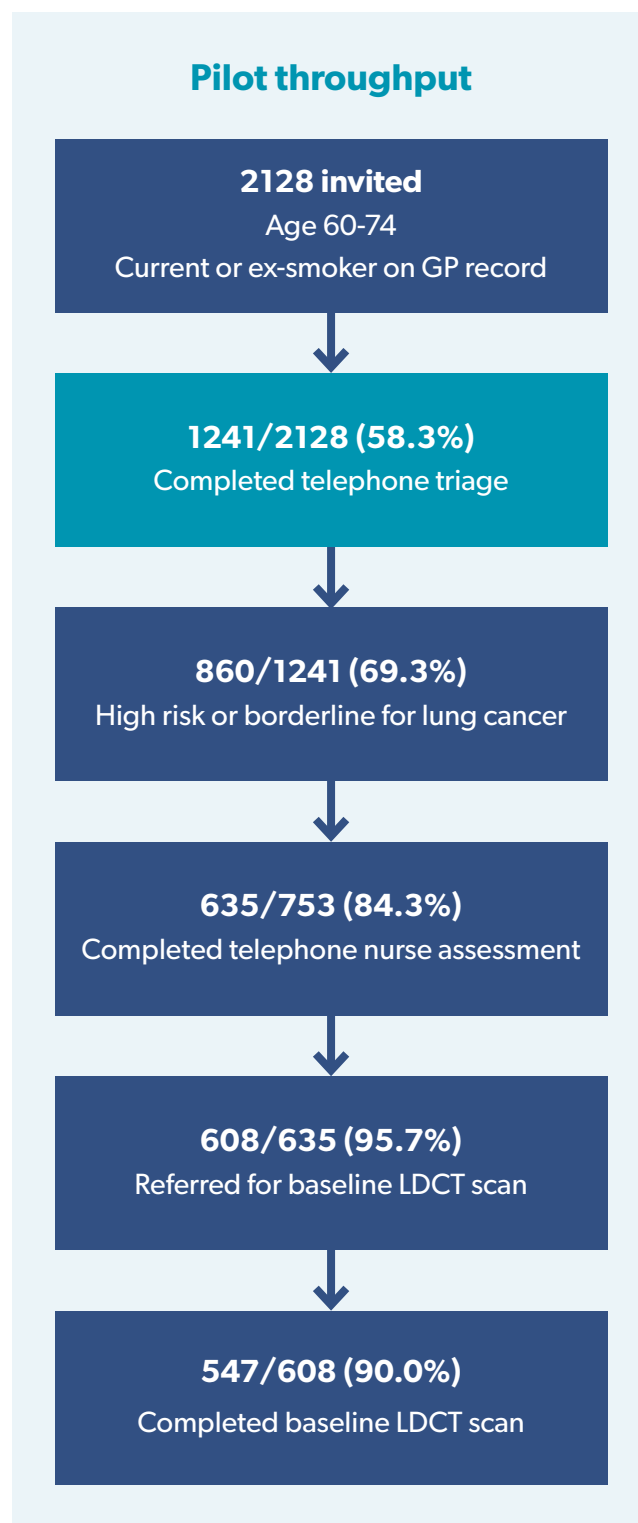 Pilot throughput
2128 invited
Age 60-74
Current or ex-smoker on GP record
1241/2128 (58.3%)
Completed telephone triage
860/1241 (69.3%)
High risk or borderline for lung cancer
635/753 (84.3%)
Completed telephone nurse assessment
608/635 (95.7%)
Referred for baseline LDCT scan
547/608 (90.0%)
Completed baseline LDCT scan